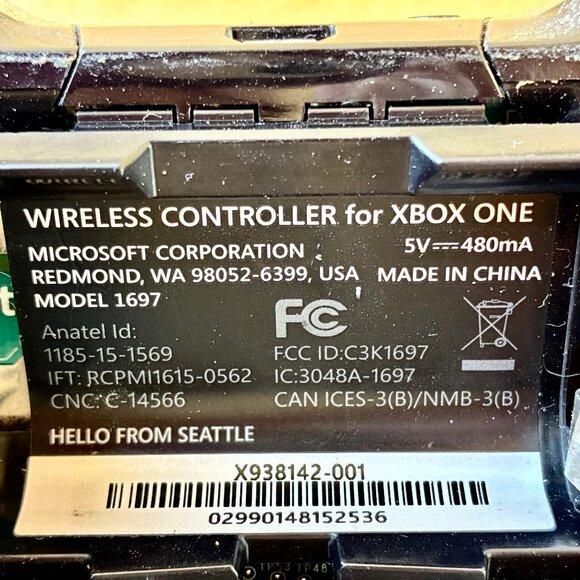 WIRELESS CONTROLLER for XBOX ONE
MICROSOFT CORPORATION 5V⎓480mA
REDMOND, WA 98052-6399, USA MADE IN CHINA
MODEL 1697
FC
Anatel Id:
1185-15-1569 FCC ID:C3K1697
IFT: RCPMI1615-0562 IC:3048A-1697
CNC: C-14566 CAN ICES-3(B)/NMB-3(B)
HELLO FROM SEATTLE
X938142-001
02990148152536
TP48